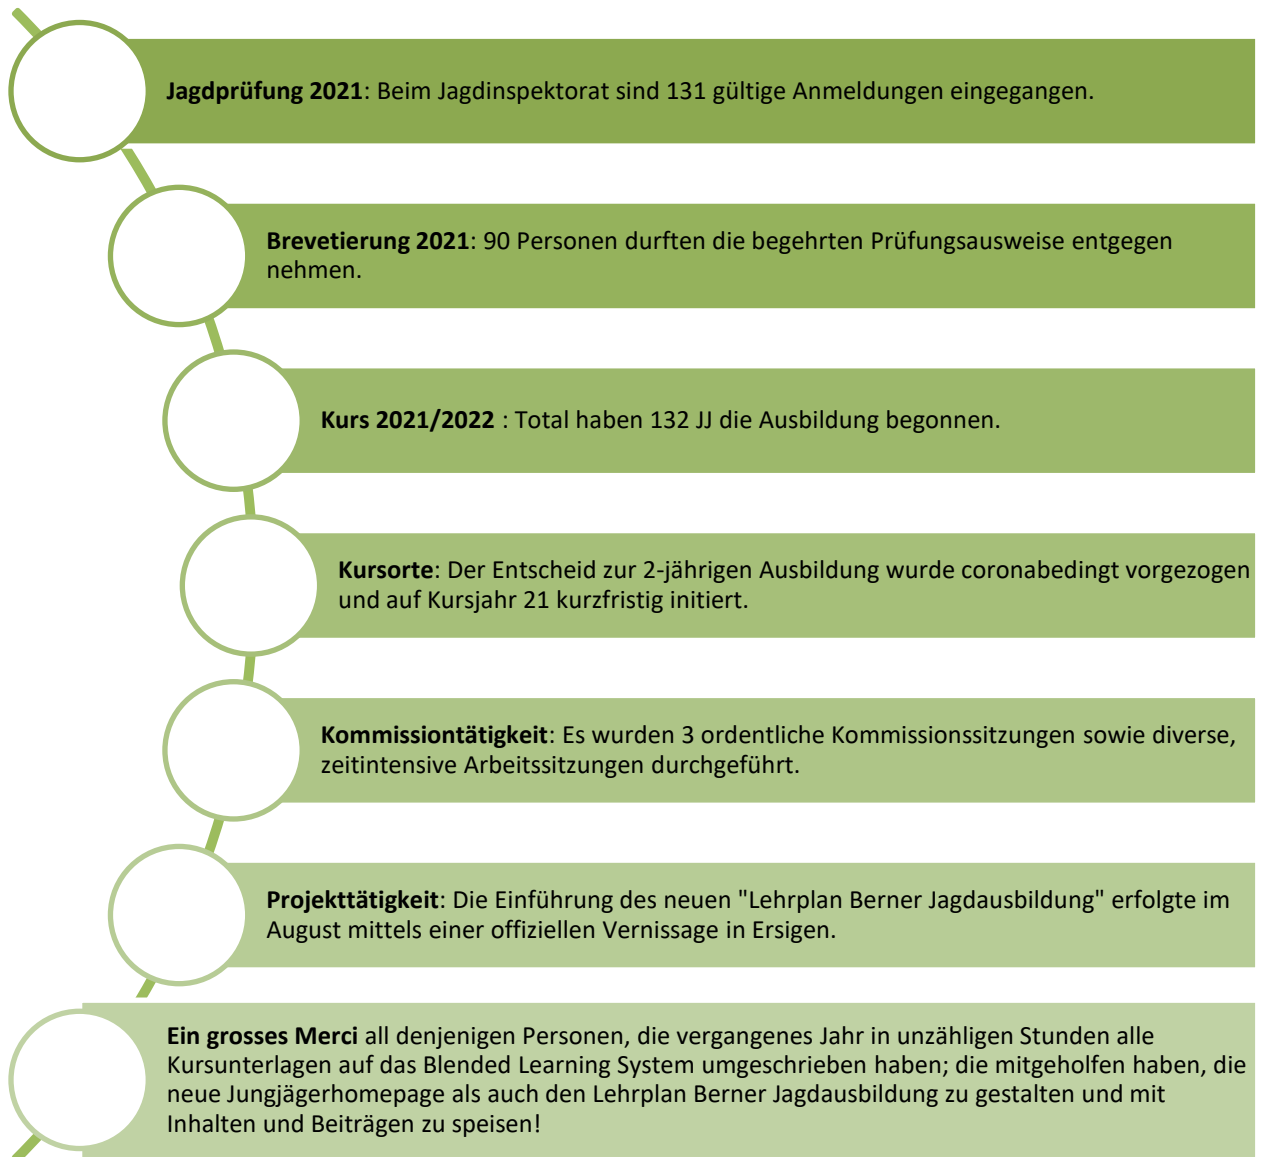 Jagdprüfung 2021: Beim Jagdinspektorat sind 131 gültige Anmeldungen eingegangen.
Brevetierung 2021: 90 Personen durften die begehrten Prüfungsausweise entgegen
nehmen.
Kurs 2021/2022 : Total haben 132 JJ die Ausbildung begonnen.
Kursorte: Der Entscheid zur 2-jährigen Ausbildung wurde coronabedingt vorgezogen
und auf Kursjahr 21 kurzfristig initiert.
Kommissiontätigkeit: Es wurden 3 ordentliche Kommissionssitzungen sowie diverse,
zeitintensive Arbeitssitzungen durchgeführt.
Projekttätigkeit: Die Einführung des neuen "Lehrplan Berner Jagdausbildung" erfolgte im
August mittels einer offiziellen Vernissage in Ersigen.
Ein grosses Merci all denjenigen Personen, die vergangenes Jahr in unzähligen Stunden alle
Kursunterlagen auf das Blended Learning System umgeschrieben haben; die mitgeholfen haben, die
neue Jungjägerhomepage als auch den Lehrplan Berner Jagdausbildung zu gestalten und mit
Inhalten und Beiträgen zu speisen!